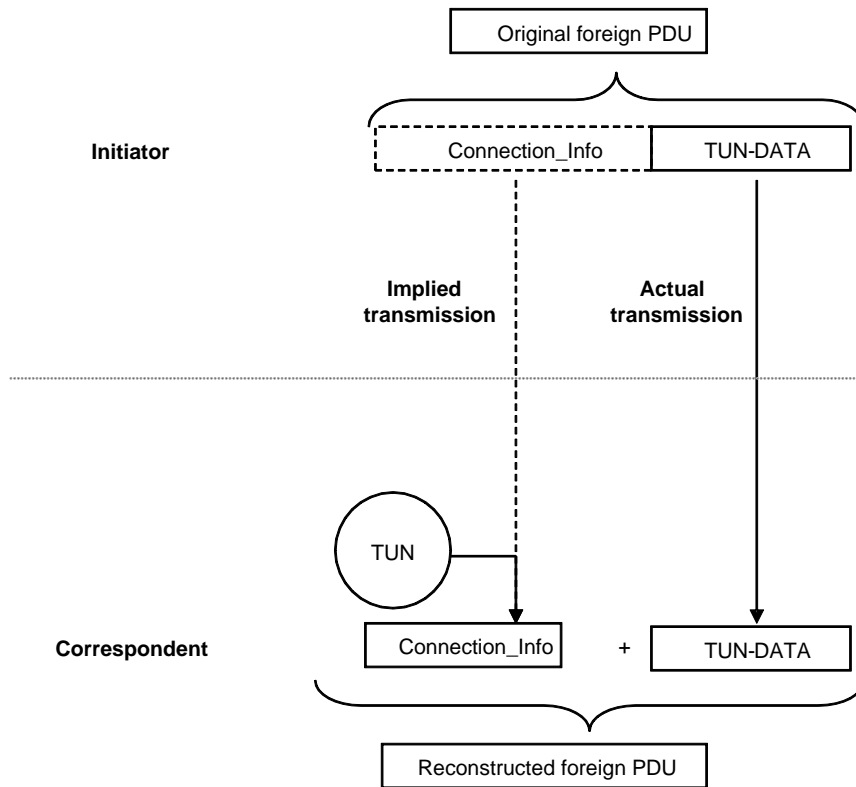 Original foreign PDU
Initiator
Connection_Info
TUN-DATA
Implied
transmission
Actual
transmission
TUN
Correspondent
Connection_Info
+
TUN-DATA
Reconstructed foreign PDU